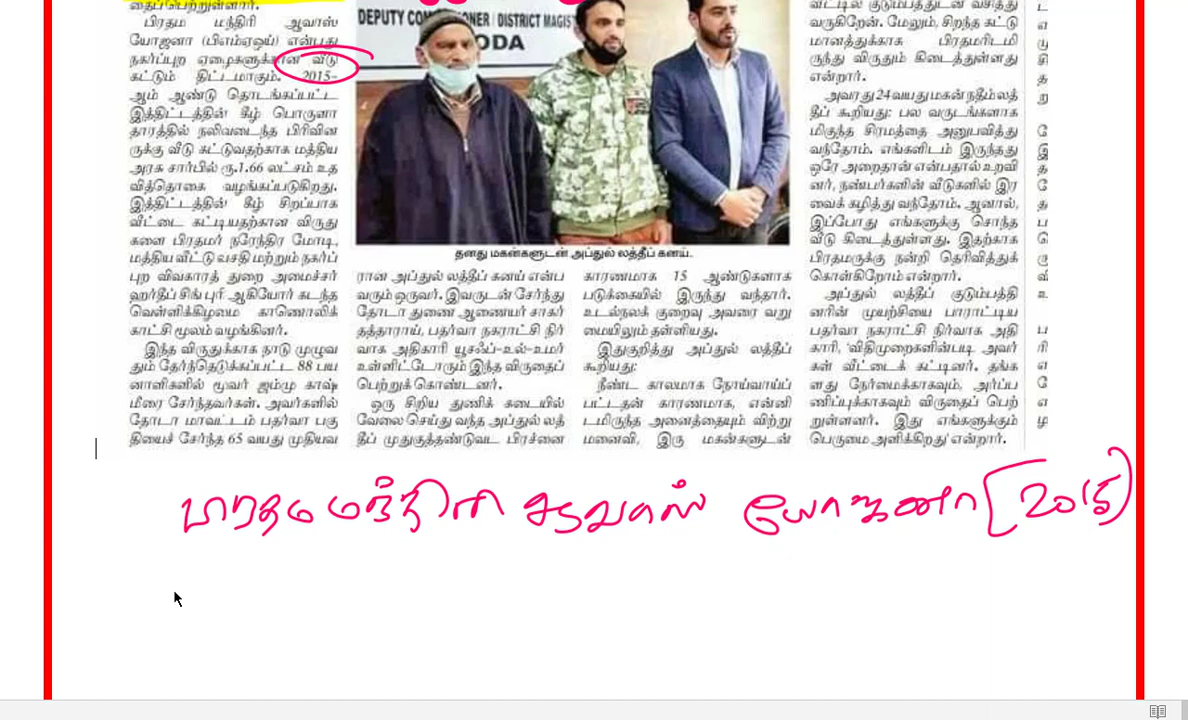 தைப் பெற்றுள்ளார்.
பிரதம மந்திரி ஆவாஸ்
யோஜனா (பிஎம்ஏஒய்) என்பது
நகர்ப்புற ஏழைகளுக்கான வீடு
கட்டும் திட்டமாகும். 2015-
ஆம் ஆண்டு தொடங்கப்பட்ட
இத்திட்டத்தின் கீழ் பொருளா
தாரத்தில் நலிவடைந்த பிரிவின
ருக்கு வீடு கட்டுவதற்காக மத்திய
அரசு சார்பில் ரூ.1.66 லட்சம் உத
வித்தொகை வழங்கப்படுகிறது.
இத்திட்டத்தின் கீழ் சிறப்பாக
வீட்டை கட்டியதற்கான விருது
களை பிரதமர் நரேந்திர மோடி,
மத்திய வீட்டு வசதி மற்றும் நகர்ப்
புற விவகாரத் துறை அமைச்சர்
ஹர்தீப் சிங் புரி ஆகியோர் கடந்த
வெள்ளிக்கிழமை காணொலிக்
காட்சி மூலம் வழங்கினர்.
இந்த விருதுக்காக நாடு முழுவ
தும் தேர்ந்தெடுக்கப்பட்ட 88 பய
னாளிகளில் மூவர் ஜம்மு காஷ்
மீரை சேர்ந்தவர்கள். அவர்களில்
தோடா மாவட்டம் பதர்வா பகு
தியைச் சேர்ந்த 65 வயது முதியவ
DEPUTY COMMISSIONER / DISTRICT MAGIS
ODA
தனது மகன்களுடன் அப்துல் லத்தீப் கனய்.
ரான அப்துல் லத்தீப் கனய் என்ப
வரும் ஒருவர். இவருடன் சேர்ந்து
தோடா துணை ஆணையர் சாகர்
தத்தாராய், பதர்வா நகராட்சி நிர்
வாக அதிகாரி யூசஃப்-உல்-உமர்
உள்ளிட்டோரும் இந்த விருதைப்
பெற்றுக் கொண்டனர்.
ஒரு சிறிய துணிக் கடையில்
வேலை செய்து வந்த அப்துல் லத்
தீப் முதுகுத்தண்டுவட பிரச்னை
காரணமாக 15 ஆண்டுகளாக
படுக்கையில் இருந்து வந்தார்.
உடல்நலக் குறைவு அவரை வறு
மையிலும் தள்ளியது.
இதுகுறித்து அப்துல் லத்தீப்
கூறியது:
நீண்ட காலமாக நோய்வாய்ப்
பட்டதன் காரணமாக, என்னி
டமிருந்த அனைத்தையும் விற்று
மனைவி, இரு மகன்களுடன்
வீட்டில் குடும்பத்துடன் வசித்து
வருகிறேன். மேலும், சிறந்த கட்டு
மானத்துக்காக பிரதமரிடமி
ருந்து விருதும் கிடைத்துள்ளது
என்றார்.
அவரது 24 வயது மகன் நதீம் லத்
தீப் கூறியது: பல வருடங்களாக
மிகுந்த சிரமத்தை அனுபவித்து
வந்தோம். எங்களிடம் இருந்தது
ஒரே அறைதான் என்பதால் உறவி
னர், நண்பர்களின் வீடுகளில் இர
வைக் கழித்து வந்தோம். ஆனால்,
இப்போது எங்களுக்கு சொந்த
வீடு கிடைத்துள்ளது. இதற்காக
பிரதமருக்கு நன்றி தெரிவித்துக்
கொள்கிறோம் என்றார்.
அப்துல் லத்தீப் குடும்பத்தி
னரின் முயற்சியை பாராட்டிய
பதர்வா நகராட்சி நிர்வாக அதி
காரி, 'விதிமுறைகளின்படி அவர்
கள் வீட்டைக் கட்டினர். தங்க
ளது நேர்மைக்காகவும், அர்ப்ப
ணிப்புக்காகவும் விருதைப் பெற்
றுள்ளனர். இது எங்களுக்கும்
பெருமை அளிக்கிறது' என்றார்.
பிரதம மந்திரி ஆவாஸ் யோஜனா (2015)